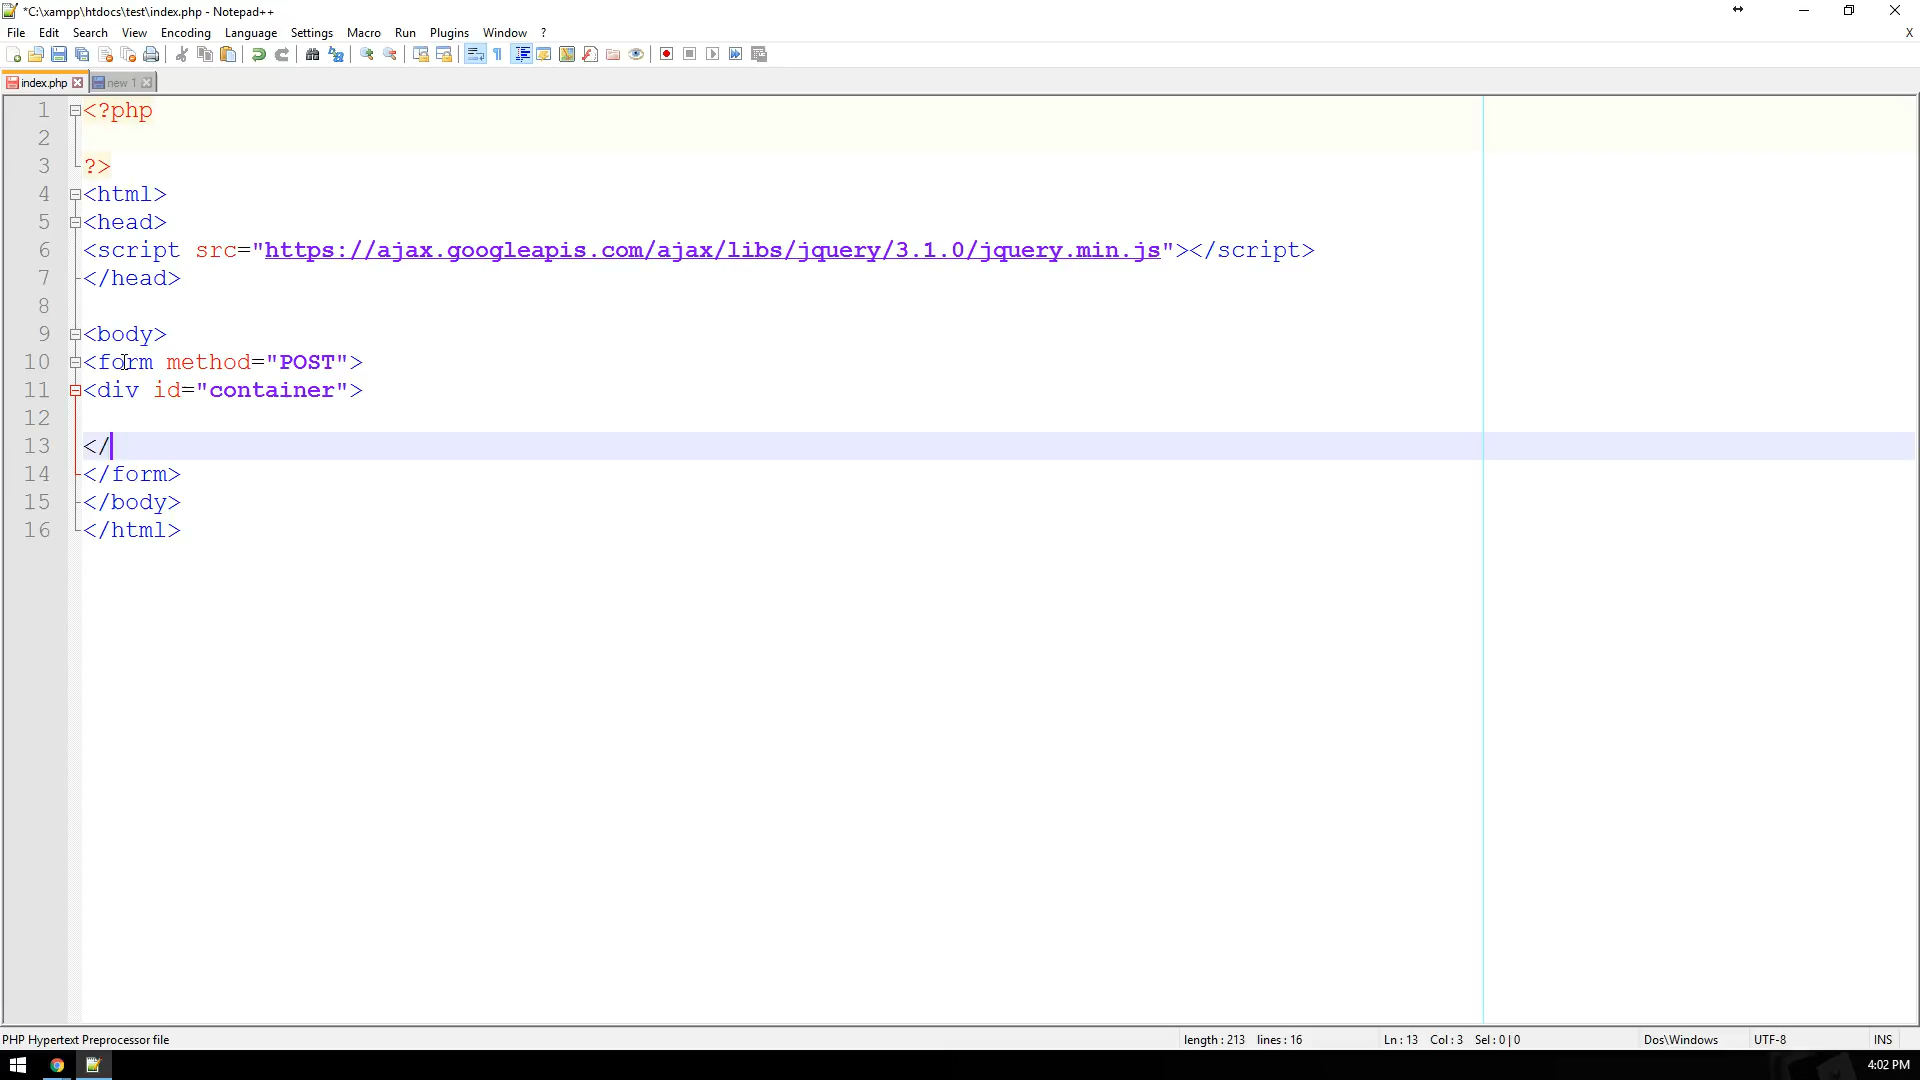 *C:\xampp\htdocs\test\index.php - Notepad++
File Edit Search View Encoding Language Settings Macro Run Plugins Window ? X
index.php new 1
1 <?php
2
3 ?>
4 <html>
5 <head>
6 <script src="https://ajax.googleapis.com/ajax/libs/jquery/3.1.0/jquery.min.js"></script>
7 </head>
8
9 <body>
10 <form method="POST">
11 <div id="container">
12
13 </
14 </form>
15 </body>
16 </html>
PHP Hypertext Preprocessor file length : 213 lines : 16 Ln : 13 Col : 3 Sel : 0 | 0 Dos\Windows UTF-8 INS
4:02 PM